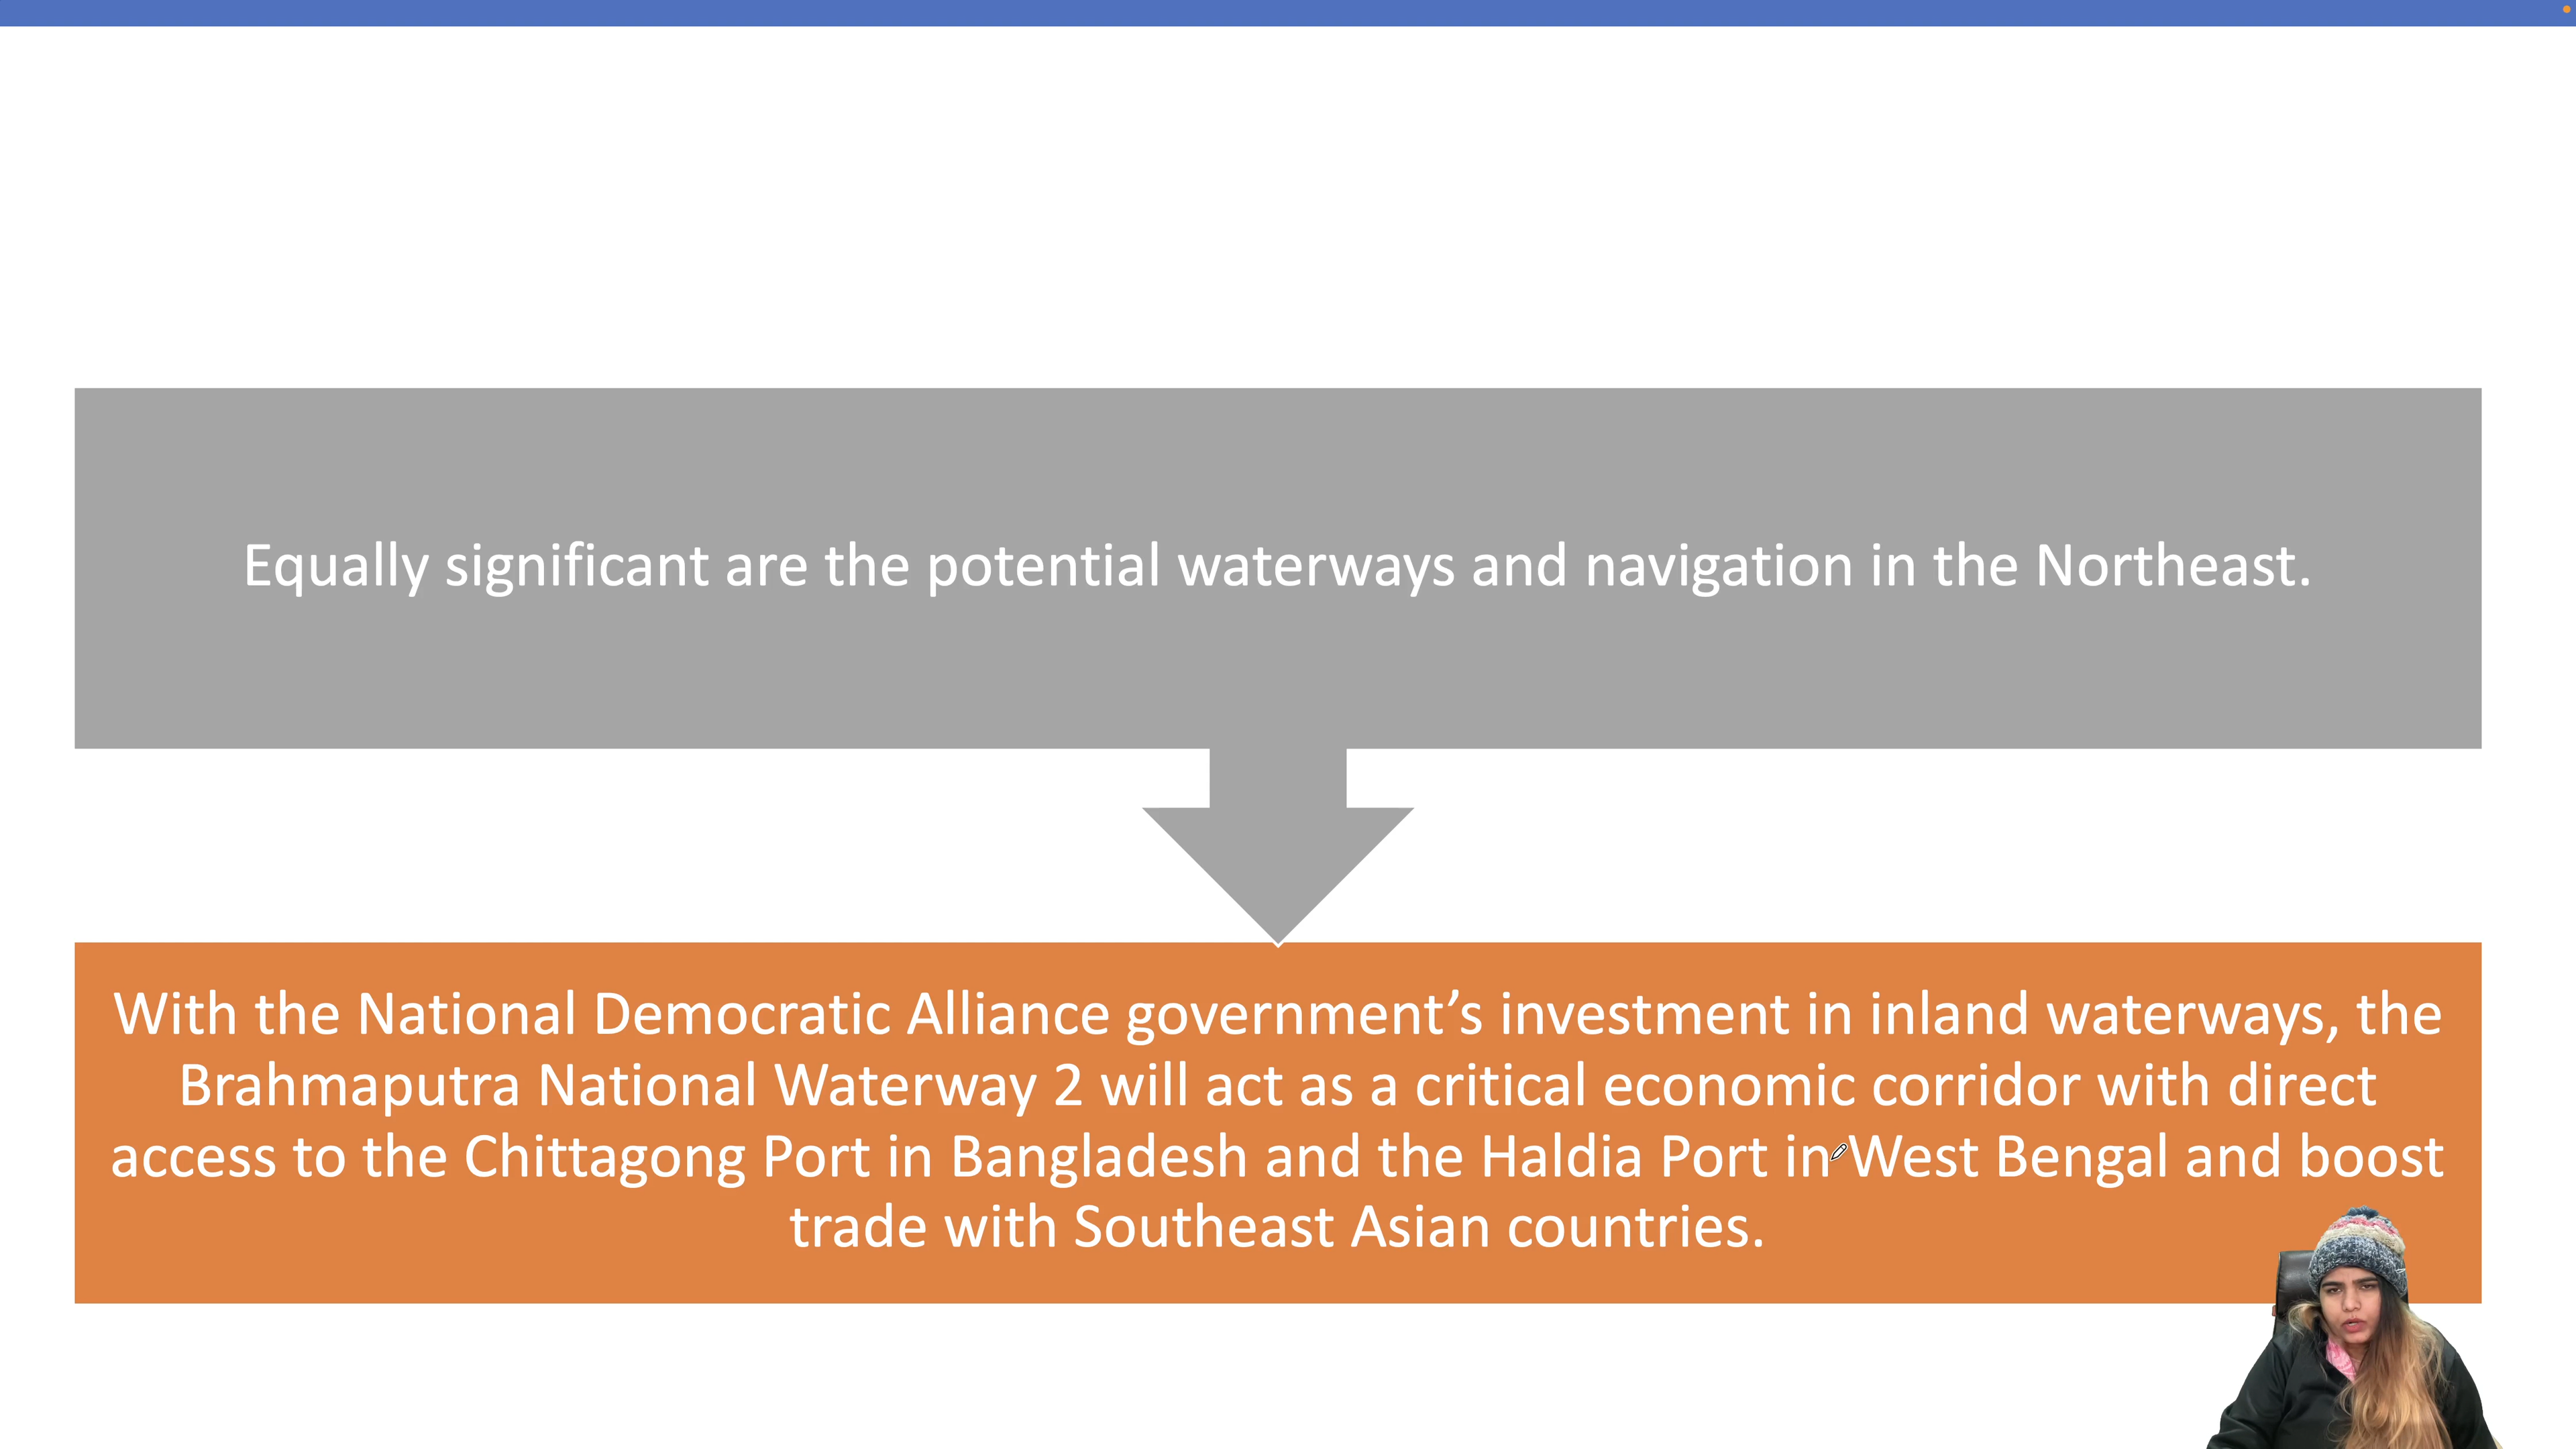 Equally significant are the potential waterways and navigation in the Northeast.
With the National Democratic Alliance government’s investment in inland waterways, the
Brahmaputra National Waterway 2 will act as a critical economic corridor with direct
access to the Chittagong Port in Bangladesh and the Haldia Port in West Bengal and boost
trade with Southeast Asian countries.